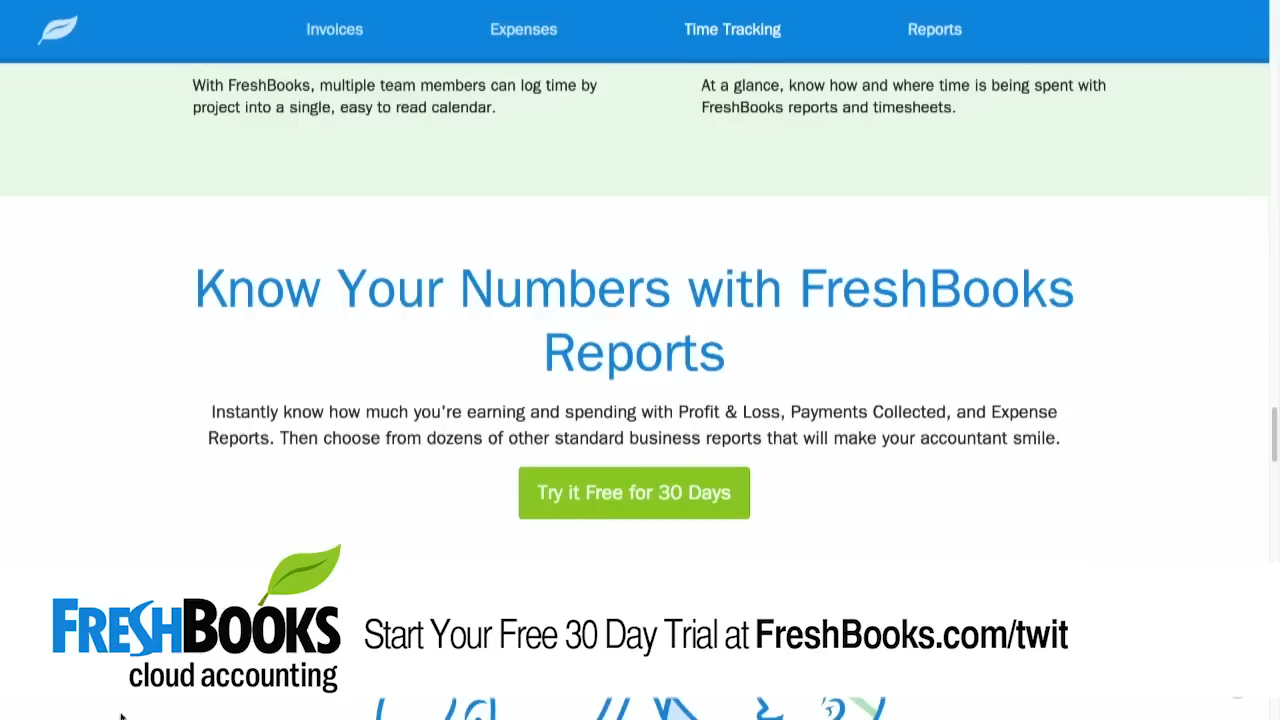 Invoices Expenses Time Tracking Reports
With FreshBooks, multiple team members can log time by
project into a single, easy to read calendar.
At a glance, know how and where time is being spent with
FreshBooks reports and timesheets.
Know Your Numbers with FreshBooks
Reports
Instantly know how much you're earning and spending with Profit & Loss, Payments Collected, and Expense
Reports. Then choose from dozens of other standard business reports that will make your accountant smile.
Try it Free for 30 Days
FRESHBOOKS
cloud accounting
Start Your Free 30 Day Trial at FreshBooks.com/twit